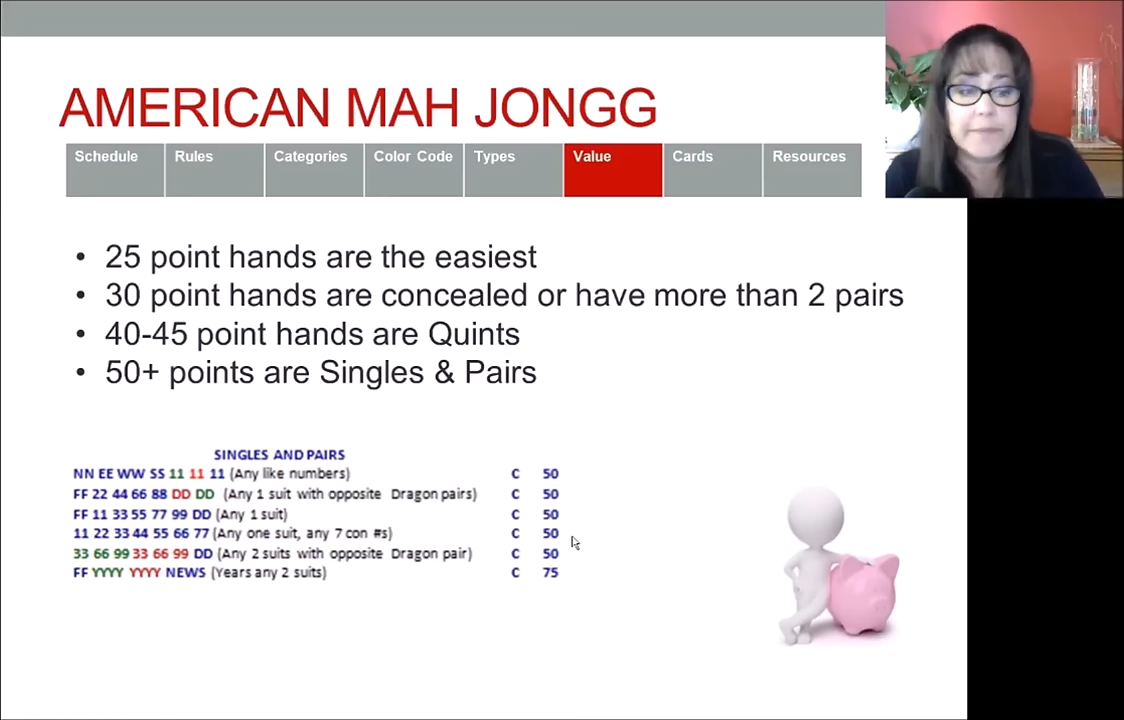 AMERICAN MAH JONGG
Schedule Rules Categories Color Code Types Value Cards Resources
• 25 point hands are the easiest
• 30 point hands are concealed or have more than 2 pairs
• 40-45 point hands are Quints
• 50+ points are Singles & Pairs
SINGLES AND PAIRS
NN EE WW SS 11 11 11 (Any like numbers) C 50
FF 22 44 66 88 DD DD (Any 1 suit with opposite Dragon pairs) C 50
FF 11 33 55 77 99 DD (Any 1 suit) C 50
11 22 33 44 55 66 77 (Any one suit, any 7 con #s) C 50
33 66 99 33 66 99 DD (Any 2 suits with opposite Dragon pair) C 50
FF YYYY YYYY NEWS (Years any 2 suits) C 75